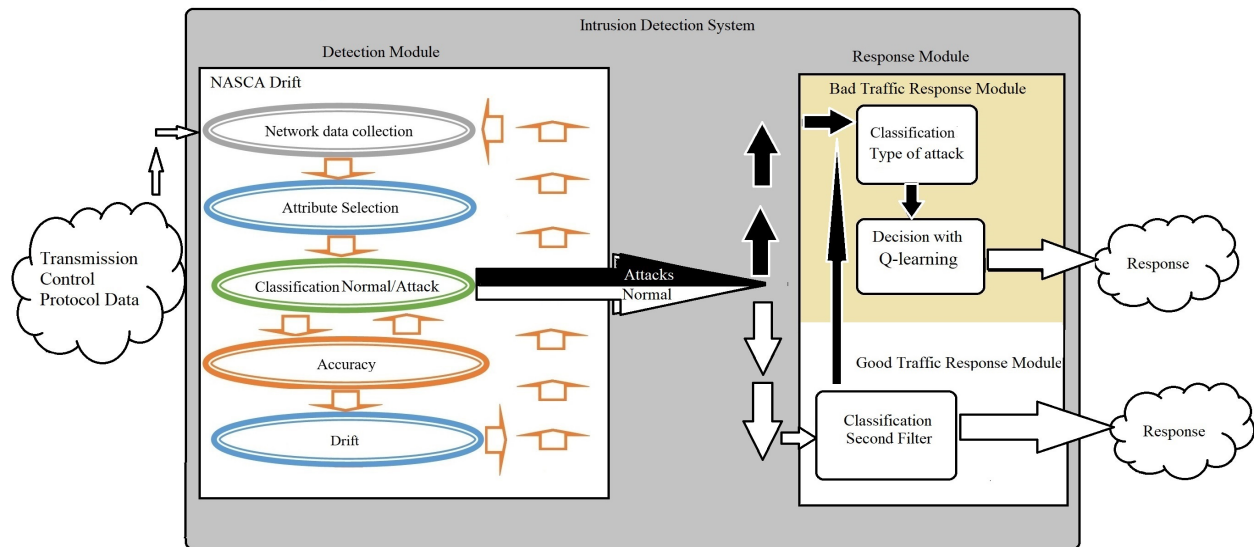 Intrusion Detection System
Detection Module
NASCA Drift
Network data collection
Attribute Selection
Classification Normal/Attack
Accuracy
Drift
Transmission
Control
Protocol Data
Attacks
Normal
Response Module
Bad Traffic Response Module
Classification
Type of attack
Decision with
Q-learning
Response
Good Traffic Response Module
Classification
Second Filter
Response